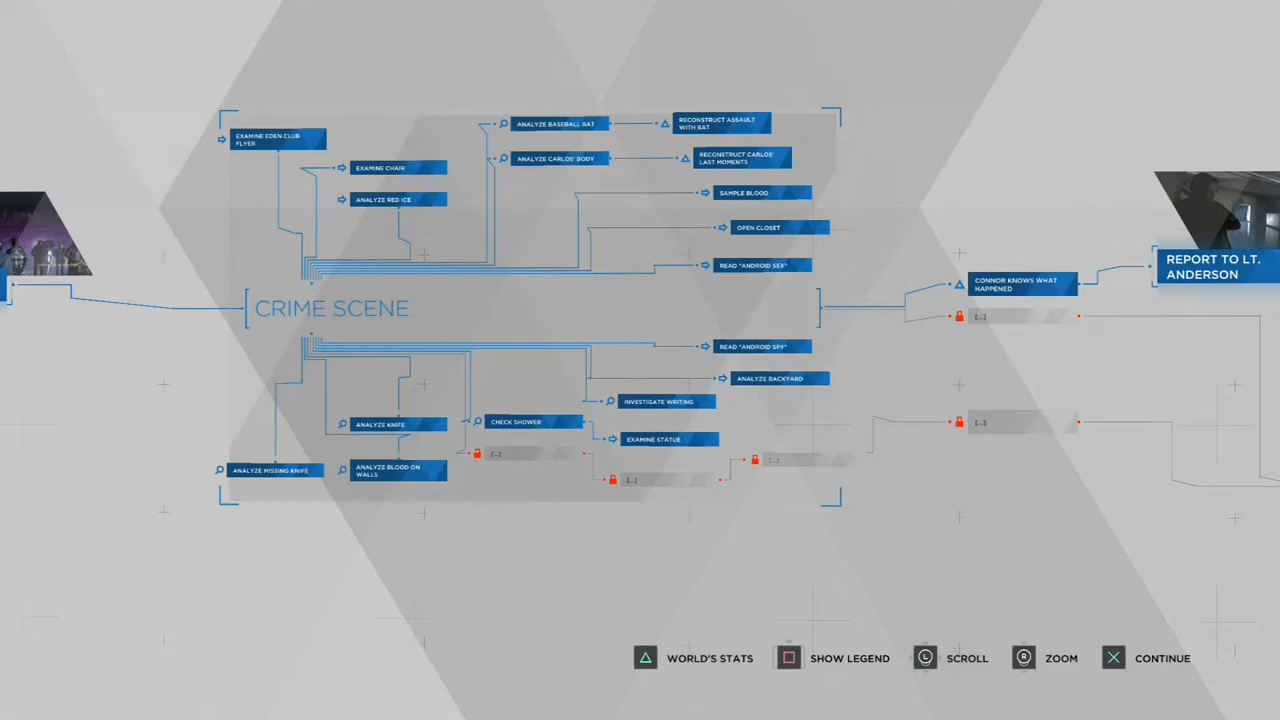 EXAMINE EDEN CLUB
FLYER
EXAMINE CHAIR
ANALYZE RED ICE
ANALYZE BASEBALL BAT
RECONSTRUCT ASSAULT
WITH BAT
ANALYZE CARLOS' BODY
RECONSTRUCT CARLOS'
LAST MOMENTS
SAMPLE BLOOD
OPEN CLOSET
READ "ANDROID SEX"
CRIME SCENE
CONNOR KNOWS WHAT
HAPPENED
[...]
REPORT TO LT.
ANDERSON
READ "ANDROID SPY"
ANALYZE BACKYARD
INVESTIGATE WRITING
ANALYZE KNIFE
CHECK SHOWER
EXAMINE STATUE
[...]
[...]
[...]
[...]
ANALYZE MISSING KNIFE
ANALYZE BLOOD ON
WALLS
WORLD'S STATS
SHOW LEGEND
L
SCROLL
R
ZOOM
CONTINUE